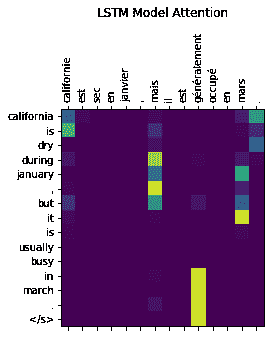 LSTM Model Attention
californie
est
sec
en
janvier
,
mais
il
est
généralement
occupé
en
mars
.
california
is
dry
during
january
,
but
it
is
usually
busy
in
march
.
</s>